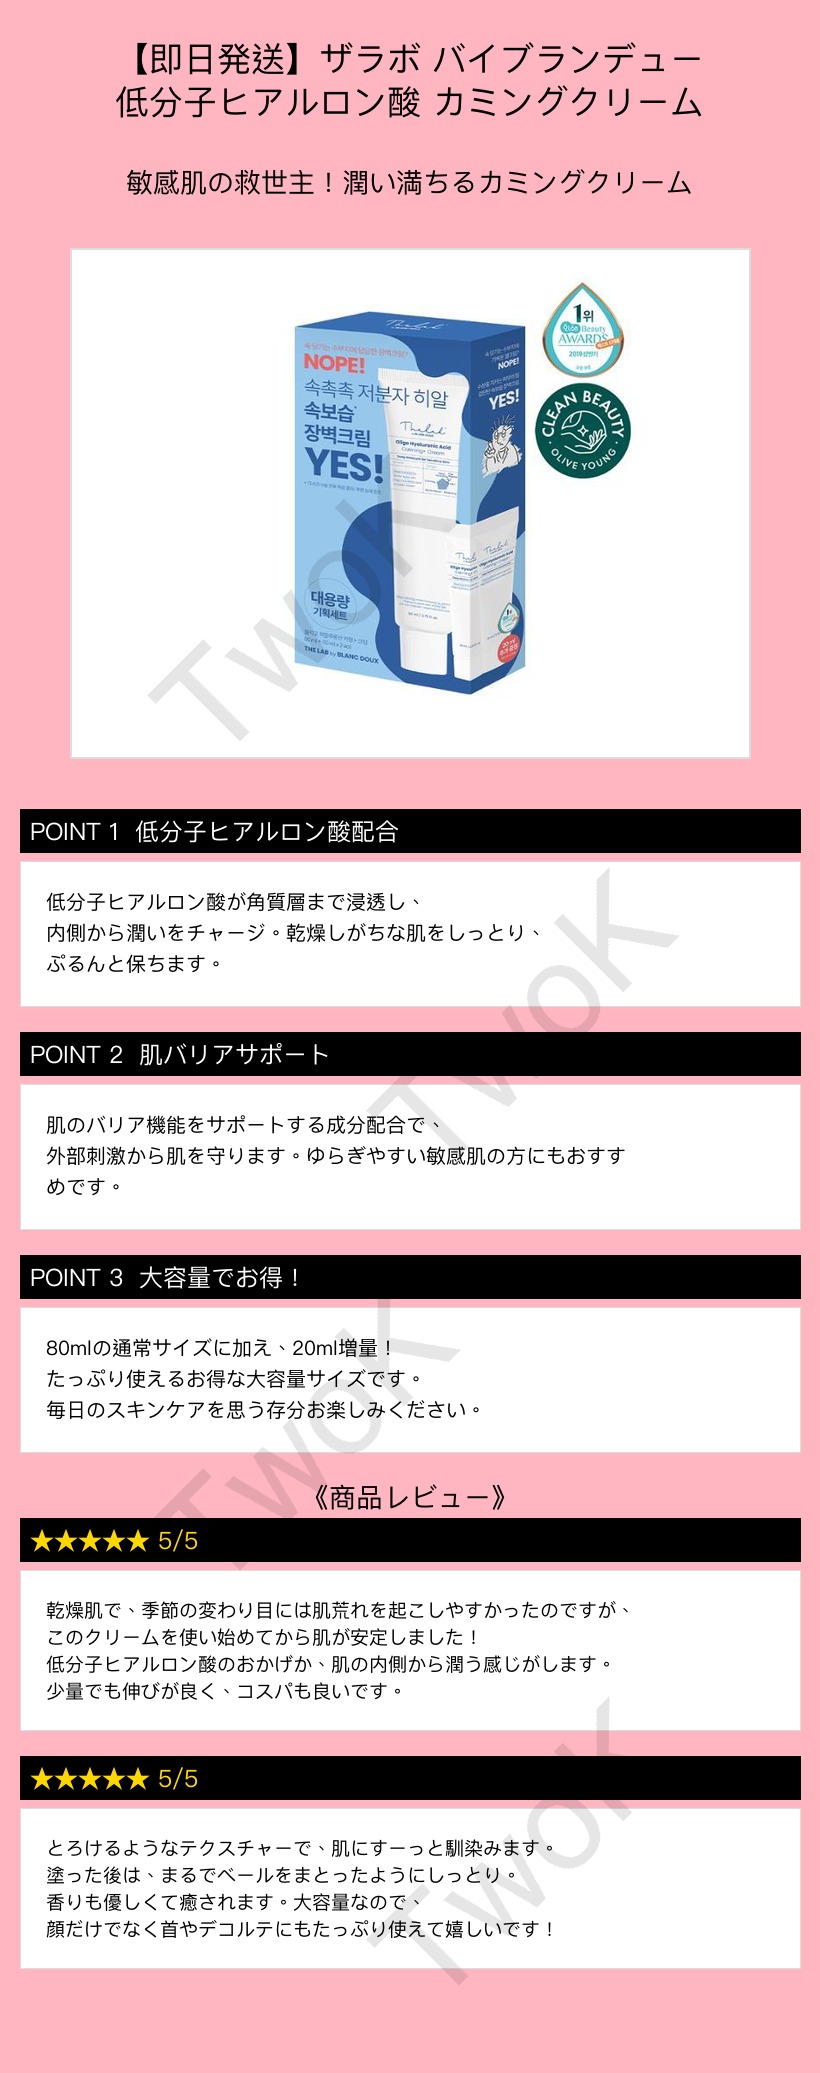 【即日発送】ザラボ バイブランデュー
低分子ヒアルロン酸 カミングクリーム
敏感肌の救世主！潤い満ちるカミングクリーム
NOPE!
속촉촉 저분자 히알
속보습
장벽크림
YES!
대용량
기획세트
THE LAB by BLANC DOUX
NOPE!
YES!
Oligo Hyaluronic Acid
Calming+ Cream
1위
Qoo10 Beauty
AWARDS
2019상반기
CLEAN BEAUTY
OLIVE YOUNG
TwoK
POINT 1 低分子ヒアルロン酸配合
低分子ヒアルロン酸が角質層まで浸透し、
内側から潤いをチャージ。乾燥しがちな肌をしっとり、
ぷるんと保ちます。
TwoK
POINT 2 肌バリアサポート
肌のバリア機能をサポートする成分配合で、
外部刺激から肌を守ります。ゆらぎやすい敏感肌の方にもおすす
めです。
POINT 3 大容量でお得！
80mlの通常サイズに加え、20ml増量！
たっぷり使えるお得な大容量サイズです。
毎日のスキンケアを思う存分お楽しみください。
TwoK
《商品レビュー》
★★★★★ 5/5
乾燥肌で、季節の変わり目には肌荒れを起こしやすかったのですが、
このクリームを使い始めてから肌が安定しました！
低分子ヒアルロン酸のおかげか、肌の内側から潤う感じがします。
少量でも伸びが良く、コスパも良いです。
★★★★★ 5/5
とろけるようなテクスチャーで、肌にすーっと馴染みます。
塗った後は、まるでベールをまとったようにしっとり。
香りも優しくて癒されます。大容量なので、
顔だけでなく首やデコルテにもたっぷり使えて嬉しいです！
TwoK